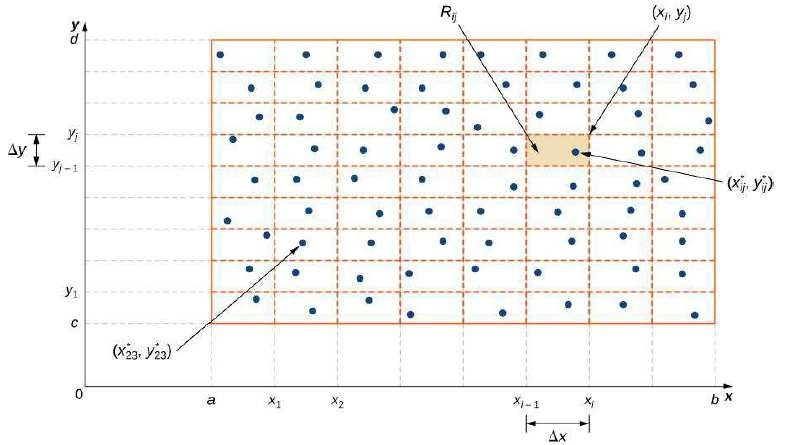 R_ij
(x_i, y_j)
y
d
y_j
Δy
y_{j−1}
(x*_ij, y*_ij)
y_1
c
(x*_23, y*_23)
0
a
x_1
x_2
x_{i−1}
x_i
b
x
Δx